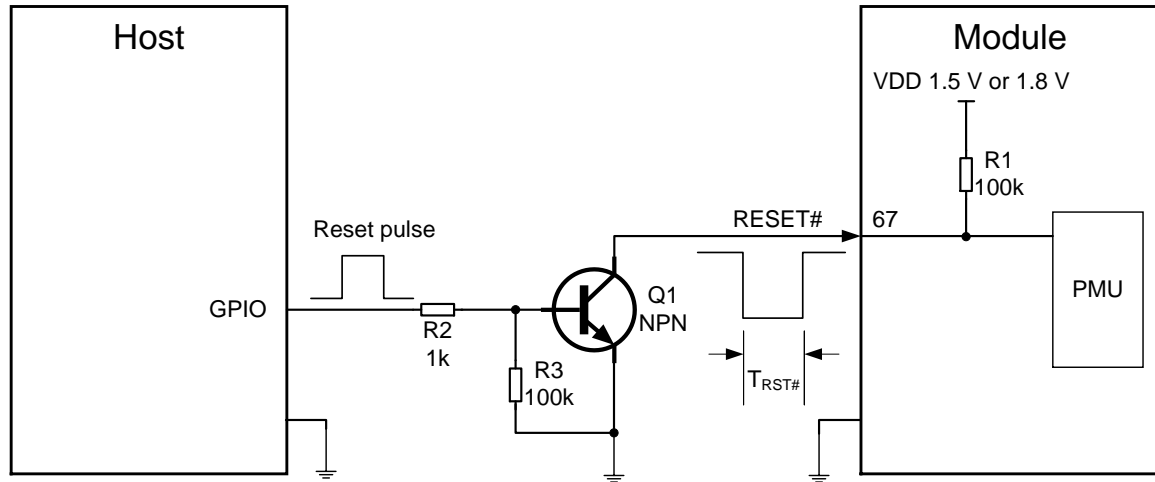 Host
Module
VDD 1.5 V or 1.8 V
R1
100k
RESET#
67
Reset pulse
GPIO
R2
1k
Q1
NPN
PMU
R3
100k
TRST#